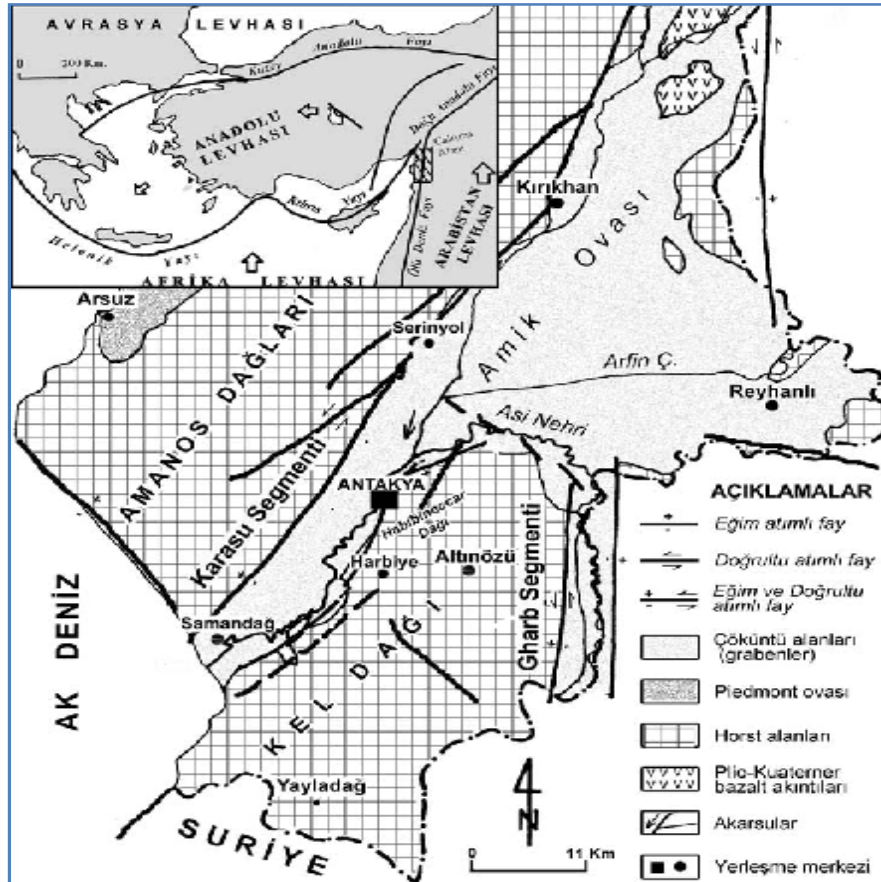 AVRASYA LEVHASI
0 200 Km.
Kuzey Anadolu Fayı
Doğu Anadolu Fayı
ANADOLU
LEVHASI
Kıbrıs Yayı
Helenik Yayı
Ölü Deniz Fayı
ARABİSTAN
LEVHASI
AFRİKA LEVHASI
Kırıkhan
Amik Ovası
Arsuz
Serinyol
AMANOS DAĞLARI
Arfin Ç.
Reyhanlı
Asi Nehri
Karasu Segmenti
ANTAKYA
Dağı
Harbiye
Altınözü
Gharb Segmenti
Samandağ
AK DENİZ
KEL DAĞI
Yayladağ
SURİYE
N
0 11 Km
AÇIKLAMALAR
Eğim atımlı fay
Doğrultu atımlı fay
Eğim ve Doğrultu
atımlı fay
Çöküntü alanları
(grabenler)
Piedmont ovası
Horst alanları
Plio-Kuaterner
bazalt akıntıları
Akarsular
Yerleşme merkezi